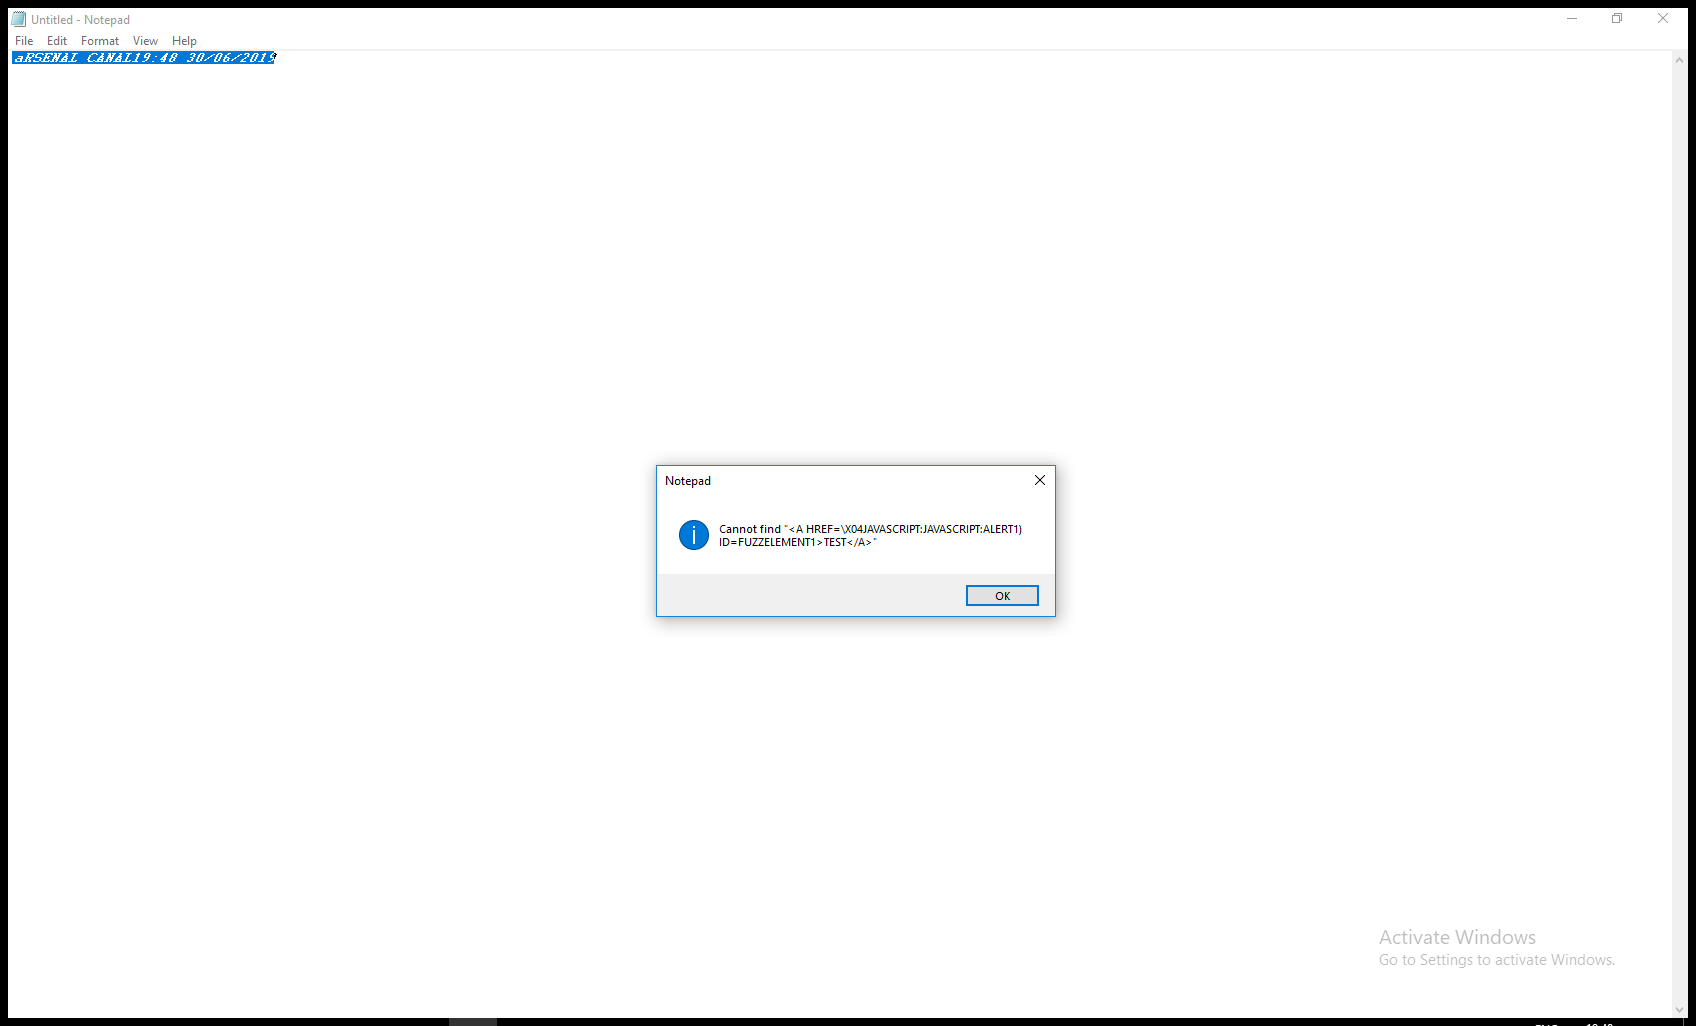 Untitled - Notepad
File Edit Format View Help
aRSENAL CANAL19:48 30/06/2019
Notepad
Cannot find "<A HREF=\X04JAVASCRIPT:JAVASCRIPT:ALERT1)
ID=FUZZELEMENT1>TEST</A>"
OK
Activate Windows
Go to Settings to activate Windows.